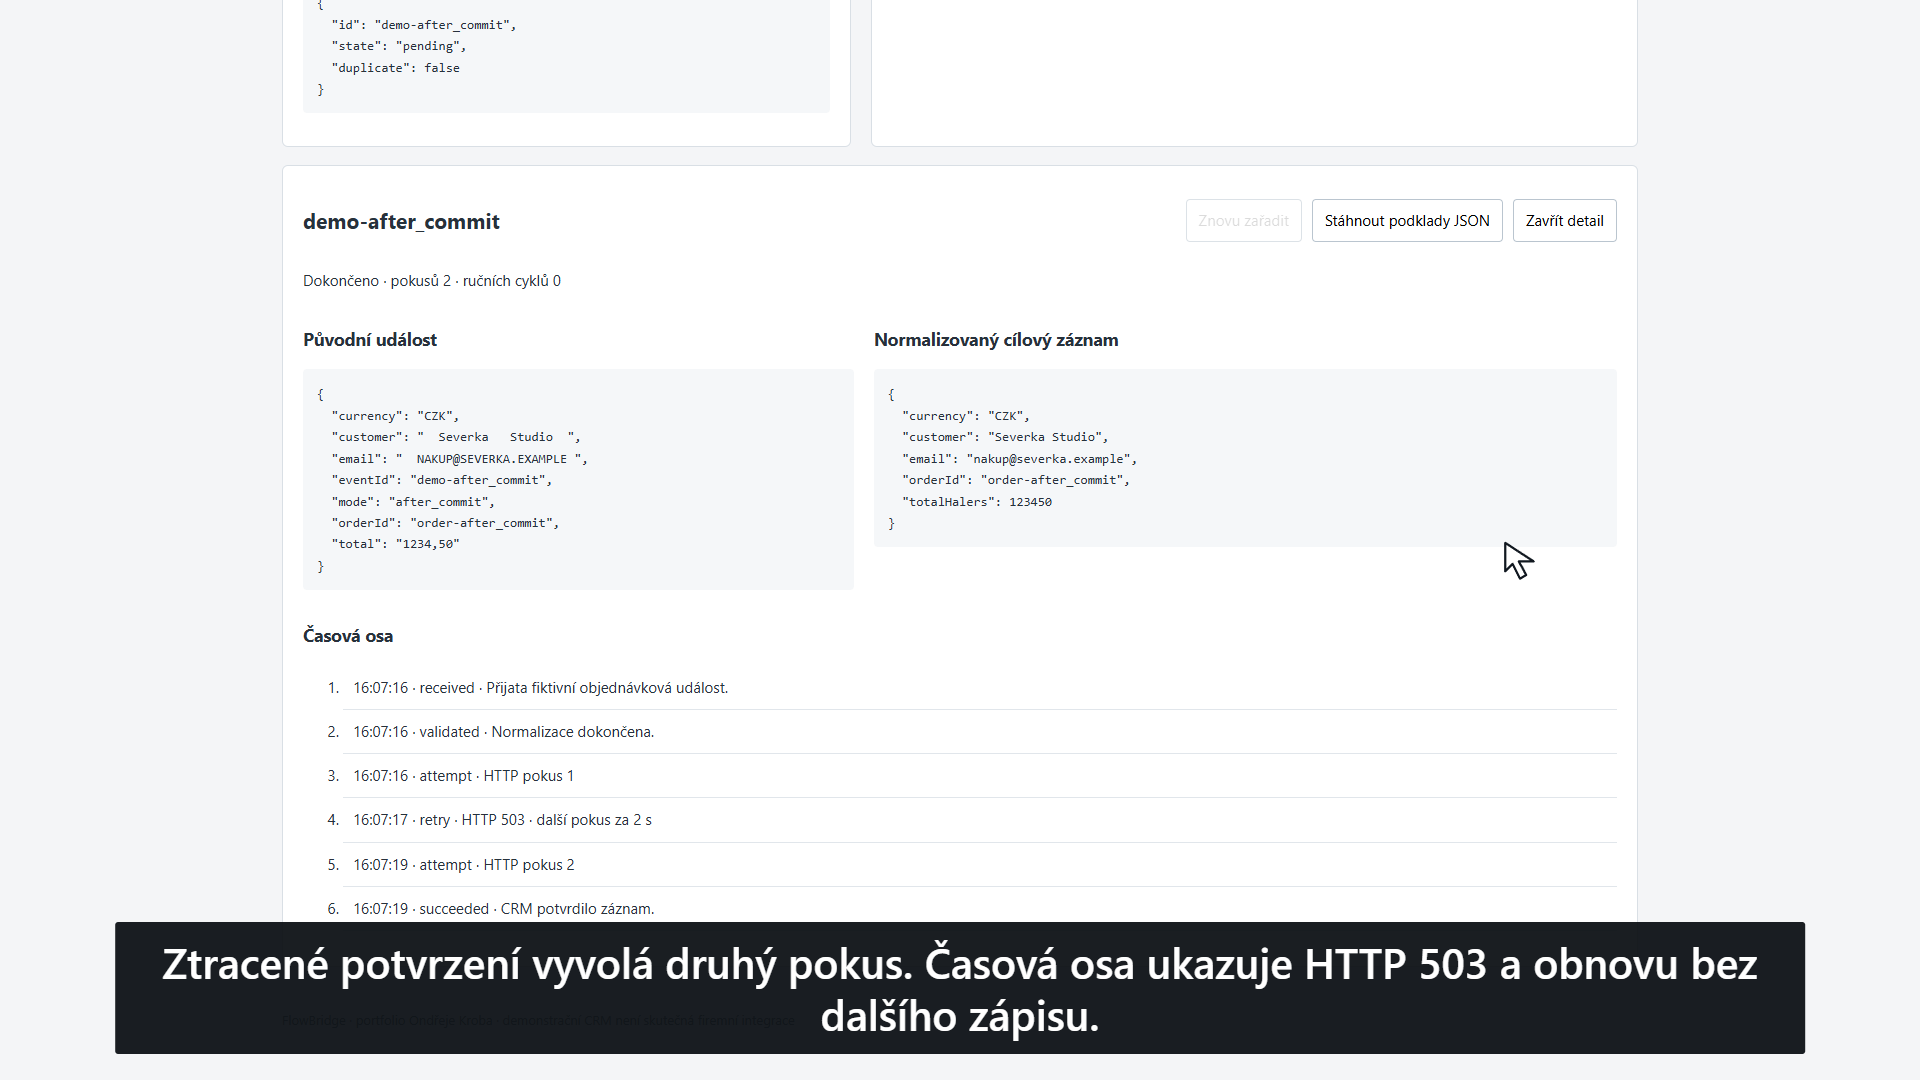 {
"id": "demo-after_commit",
"state": "pending",
"duplicate": false
}
demo-after_commit
Znovu zařadit
Stáhnout podklady JSON
Zavřít detail
Dokončeno · pokusů 2 · ručních cyklů 0
Původní událost
{
"currency": "CZK",
"customer": "  Severka   Studio  ",
"email": "  NAKUP@SEVERKA.EXAMPLE ",
"eventId": "demo-after_commit",
"mode": "after_commit",
"orderId": "order-after_commit",
"total": "1234,50"
}
Normalizovaný cílový záznam
{
"currency": "CZK",
"customer": "Severka Studio",
"email": "nakup@severka.example",
"orderId": "order-after_commit",
"totalHalers": 123450
}
Časová osa
1. 16:07:16 · received · Přijata fiktivní objednávková událost.
2. 16:07:16 · validated · Normalizace dokončena.
3. 16:07:16 · attempt · HTTP pokus 1
4. 16:07:17 · retry · HTTP 503 · další pokus za 2 s
5. 16:07:19 · attempt · HTTP pokus 2
6. 16:07:19 · succeeded · CRM potvrdilo záznam.
Ztracené potvrzení vyvolá druhý pokus. Časová osa ukazuje HTTP 503 a obnovu bez
dalšího zápisu.